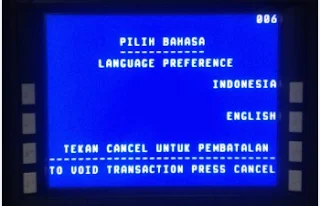 006
PILIH BAHASA
LANGUAGE PREFERENCE
INDONESIA
ENGLISH
TEKAN CANCEL UNTUK PEMBATALAN
TO VOID TRANSACTION PRESS CANCEL